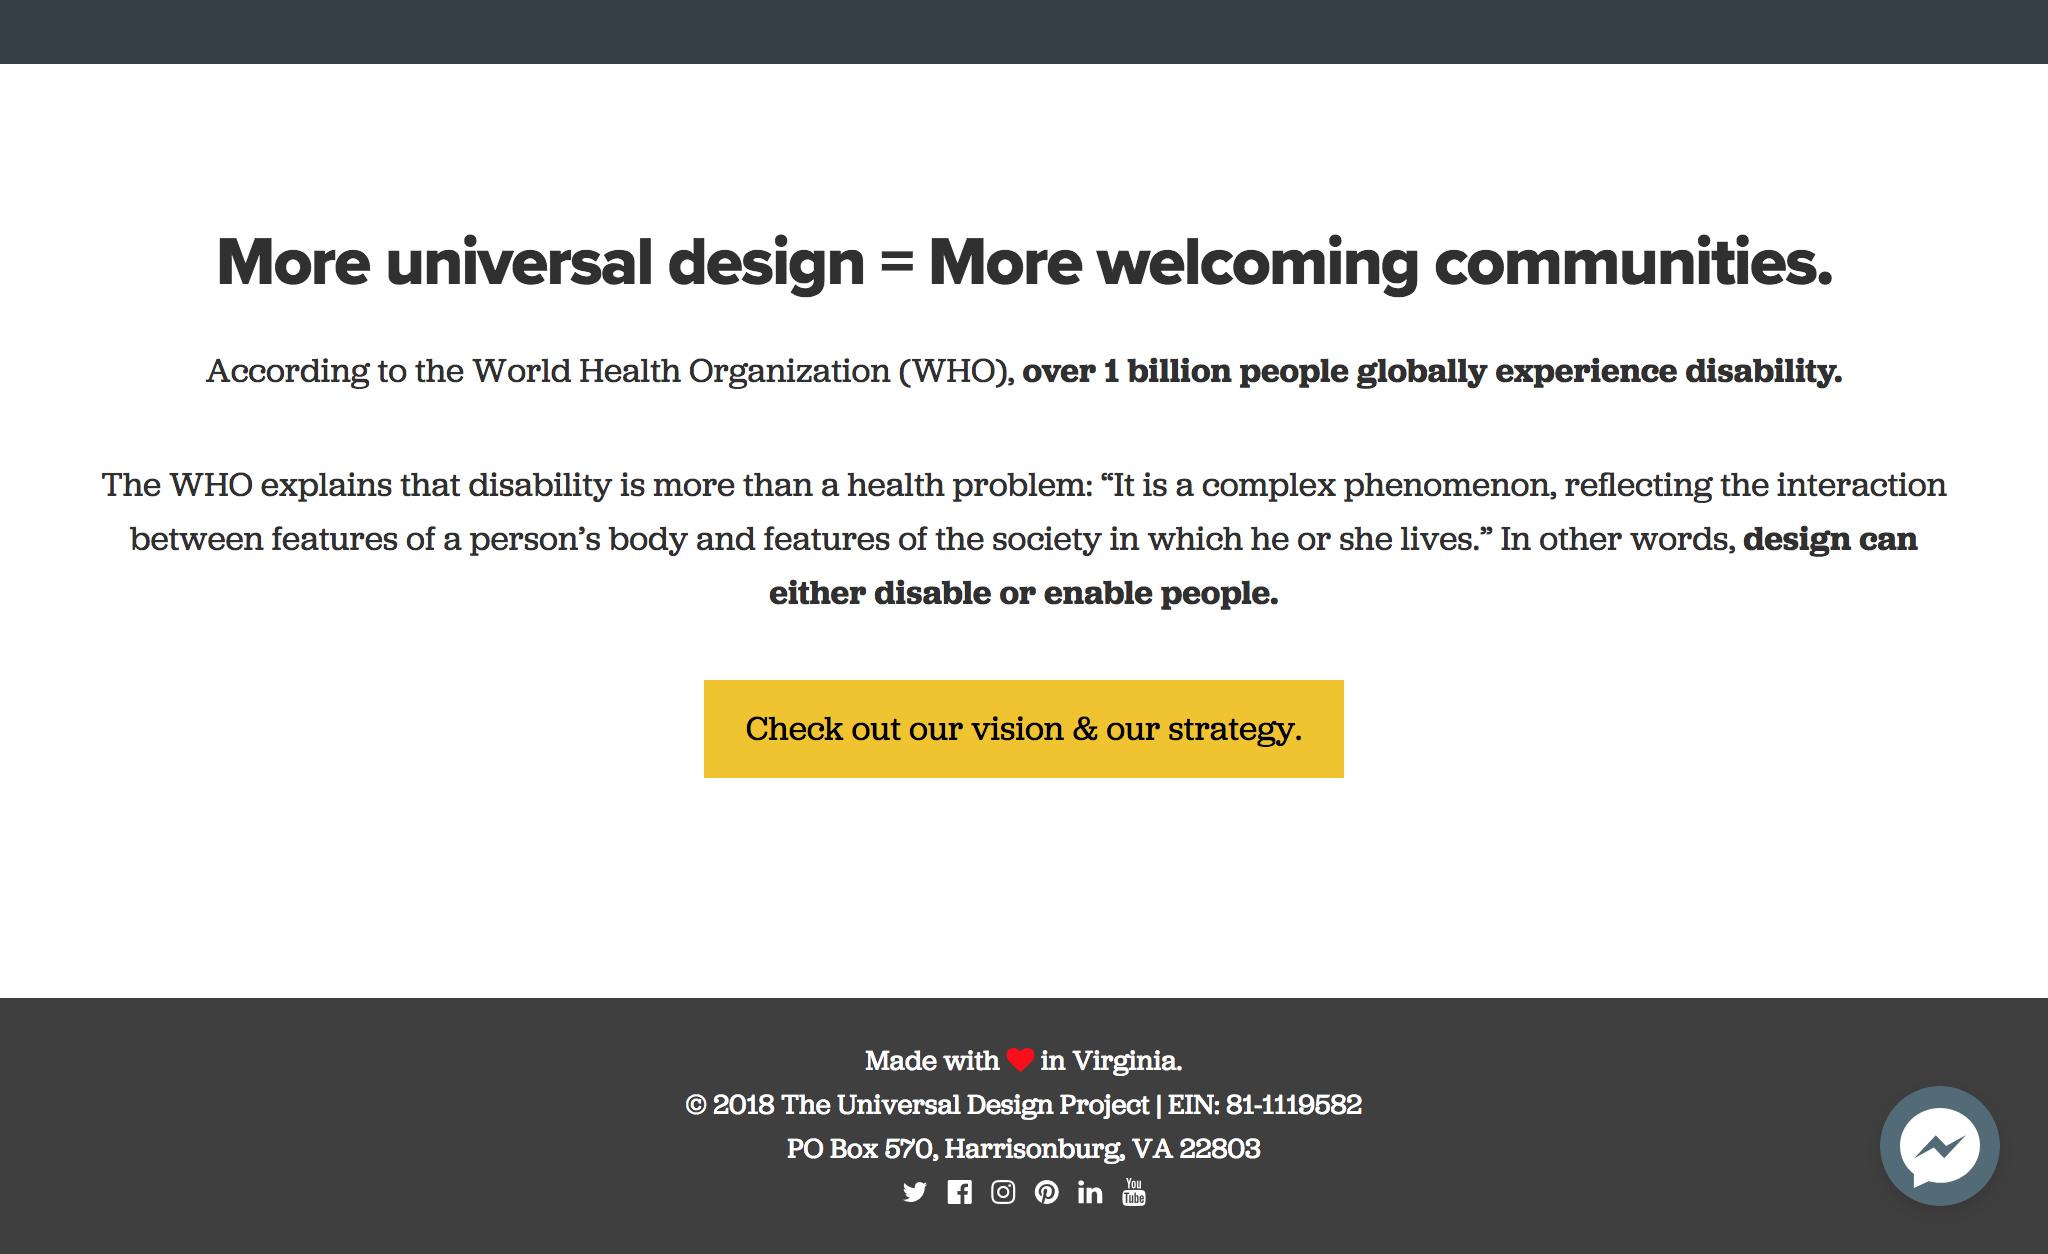 More universal design = More welcoming communities.
According to the World Health Organization (WHO), over 1 billion people globally experience disability.
The WHO explains that disability is more than a health problem: “It is a complex phenomenon, reflecting the interaction
between features of a person’s body and features of the society in which he or she lives.” In other words, design can
either disable or enable people.
Check out our vision & our strategy.
Made with ❤ in Virginia.
© 2018 The Universal Design Project | EIN: 81-1119582
PO Box 570, Harrisonburg, VA 22803
You Tube